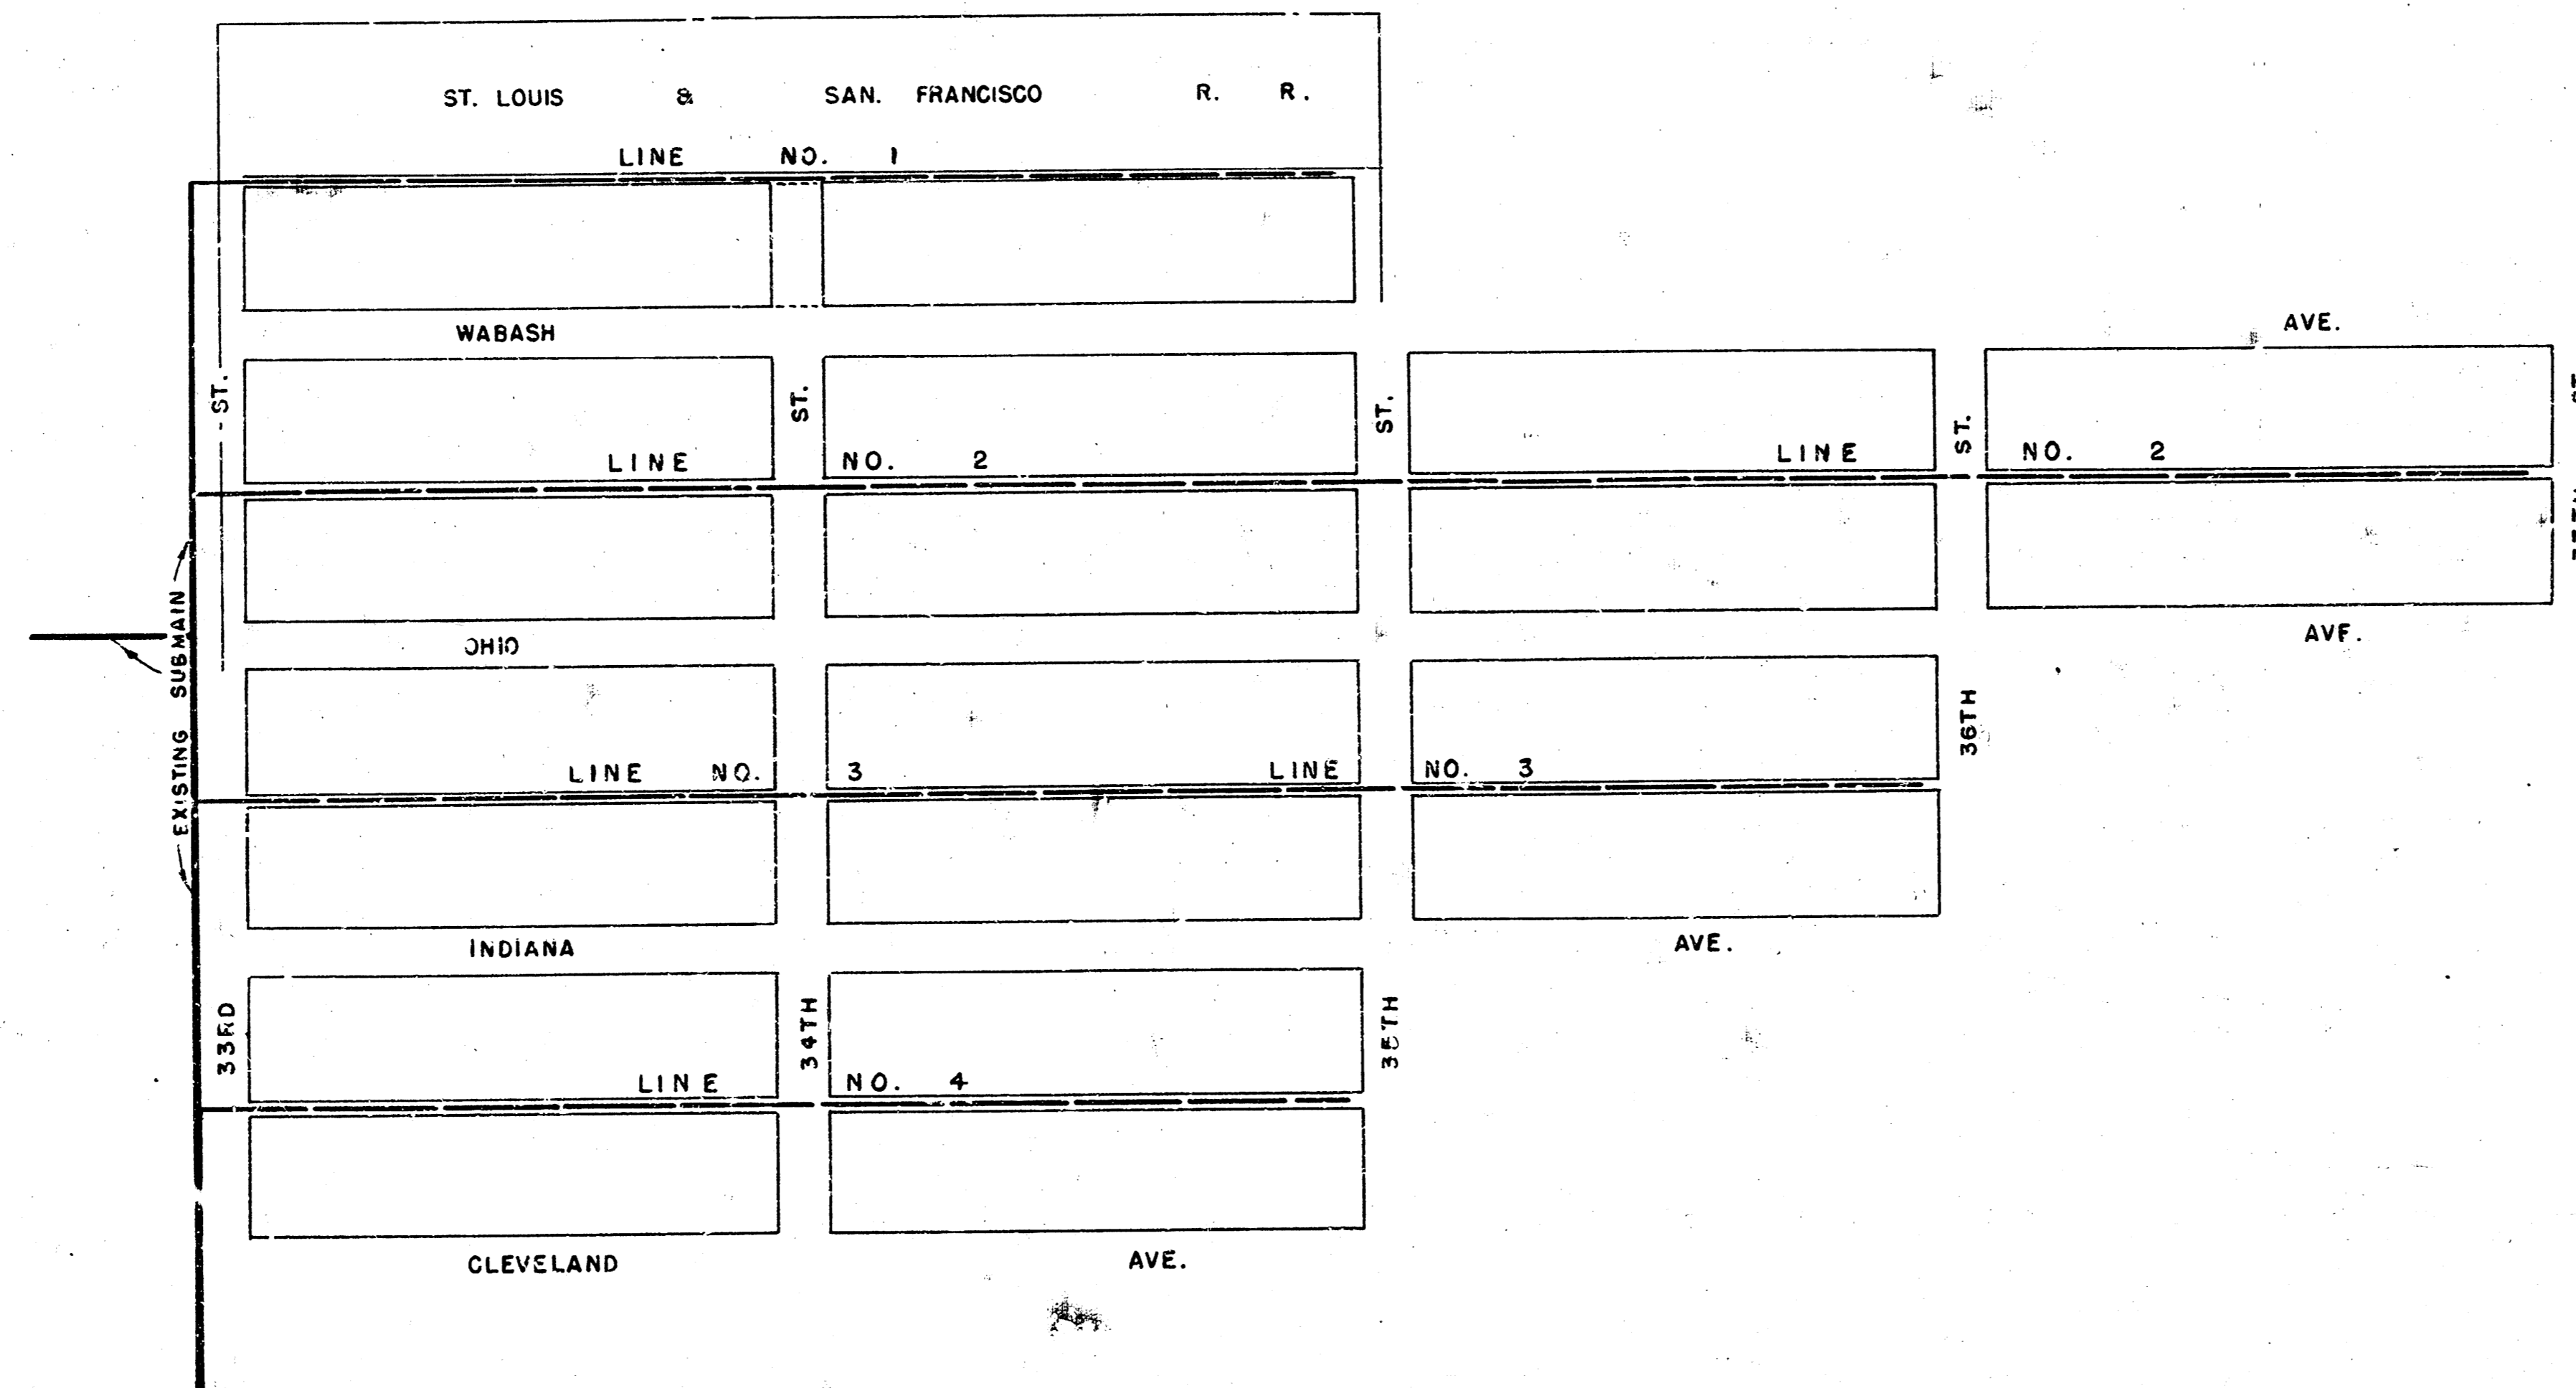 ST. LOUIS & SAN. FRANCISCO R. R.
LINE NO. 1
WABASH AVE.
ST. ST. ST. ST.
LINE NO. 2 LINE NO. 2
EXISTING SUBMAIN
OHIO AVE.
36TH
LINE NO. 3 LINE NO. 3
INDIANA AVE.
33RD 34TH 35TH
LINE NO. 4
CLEVELAND AVE.